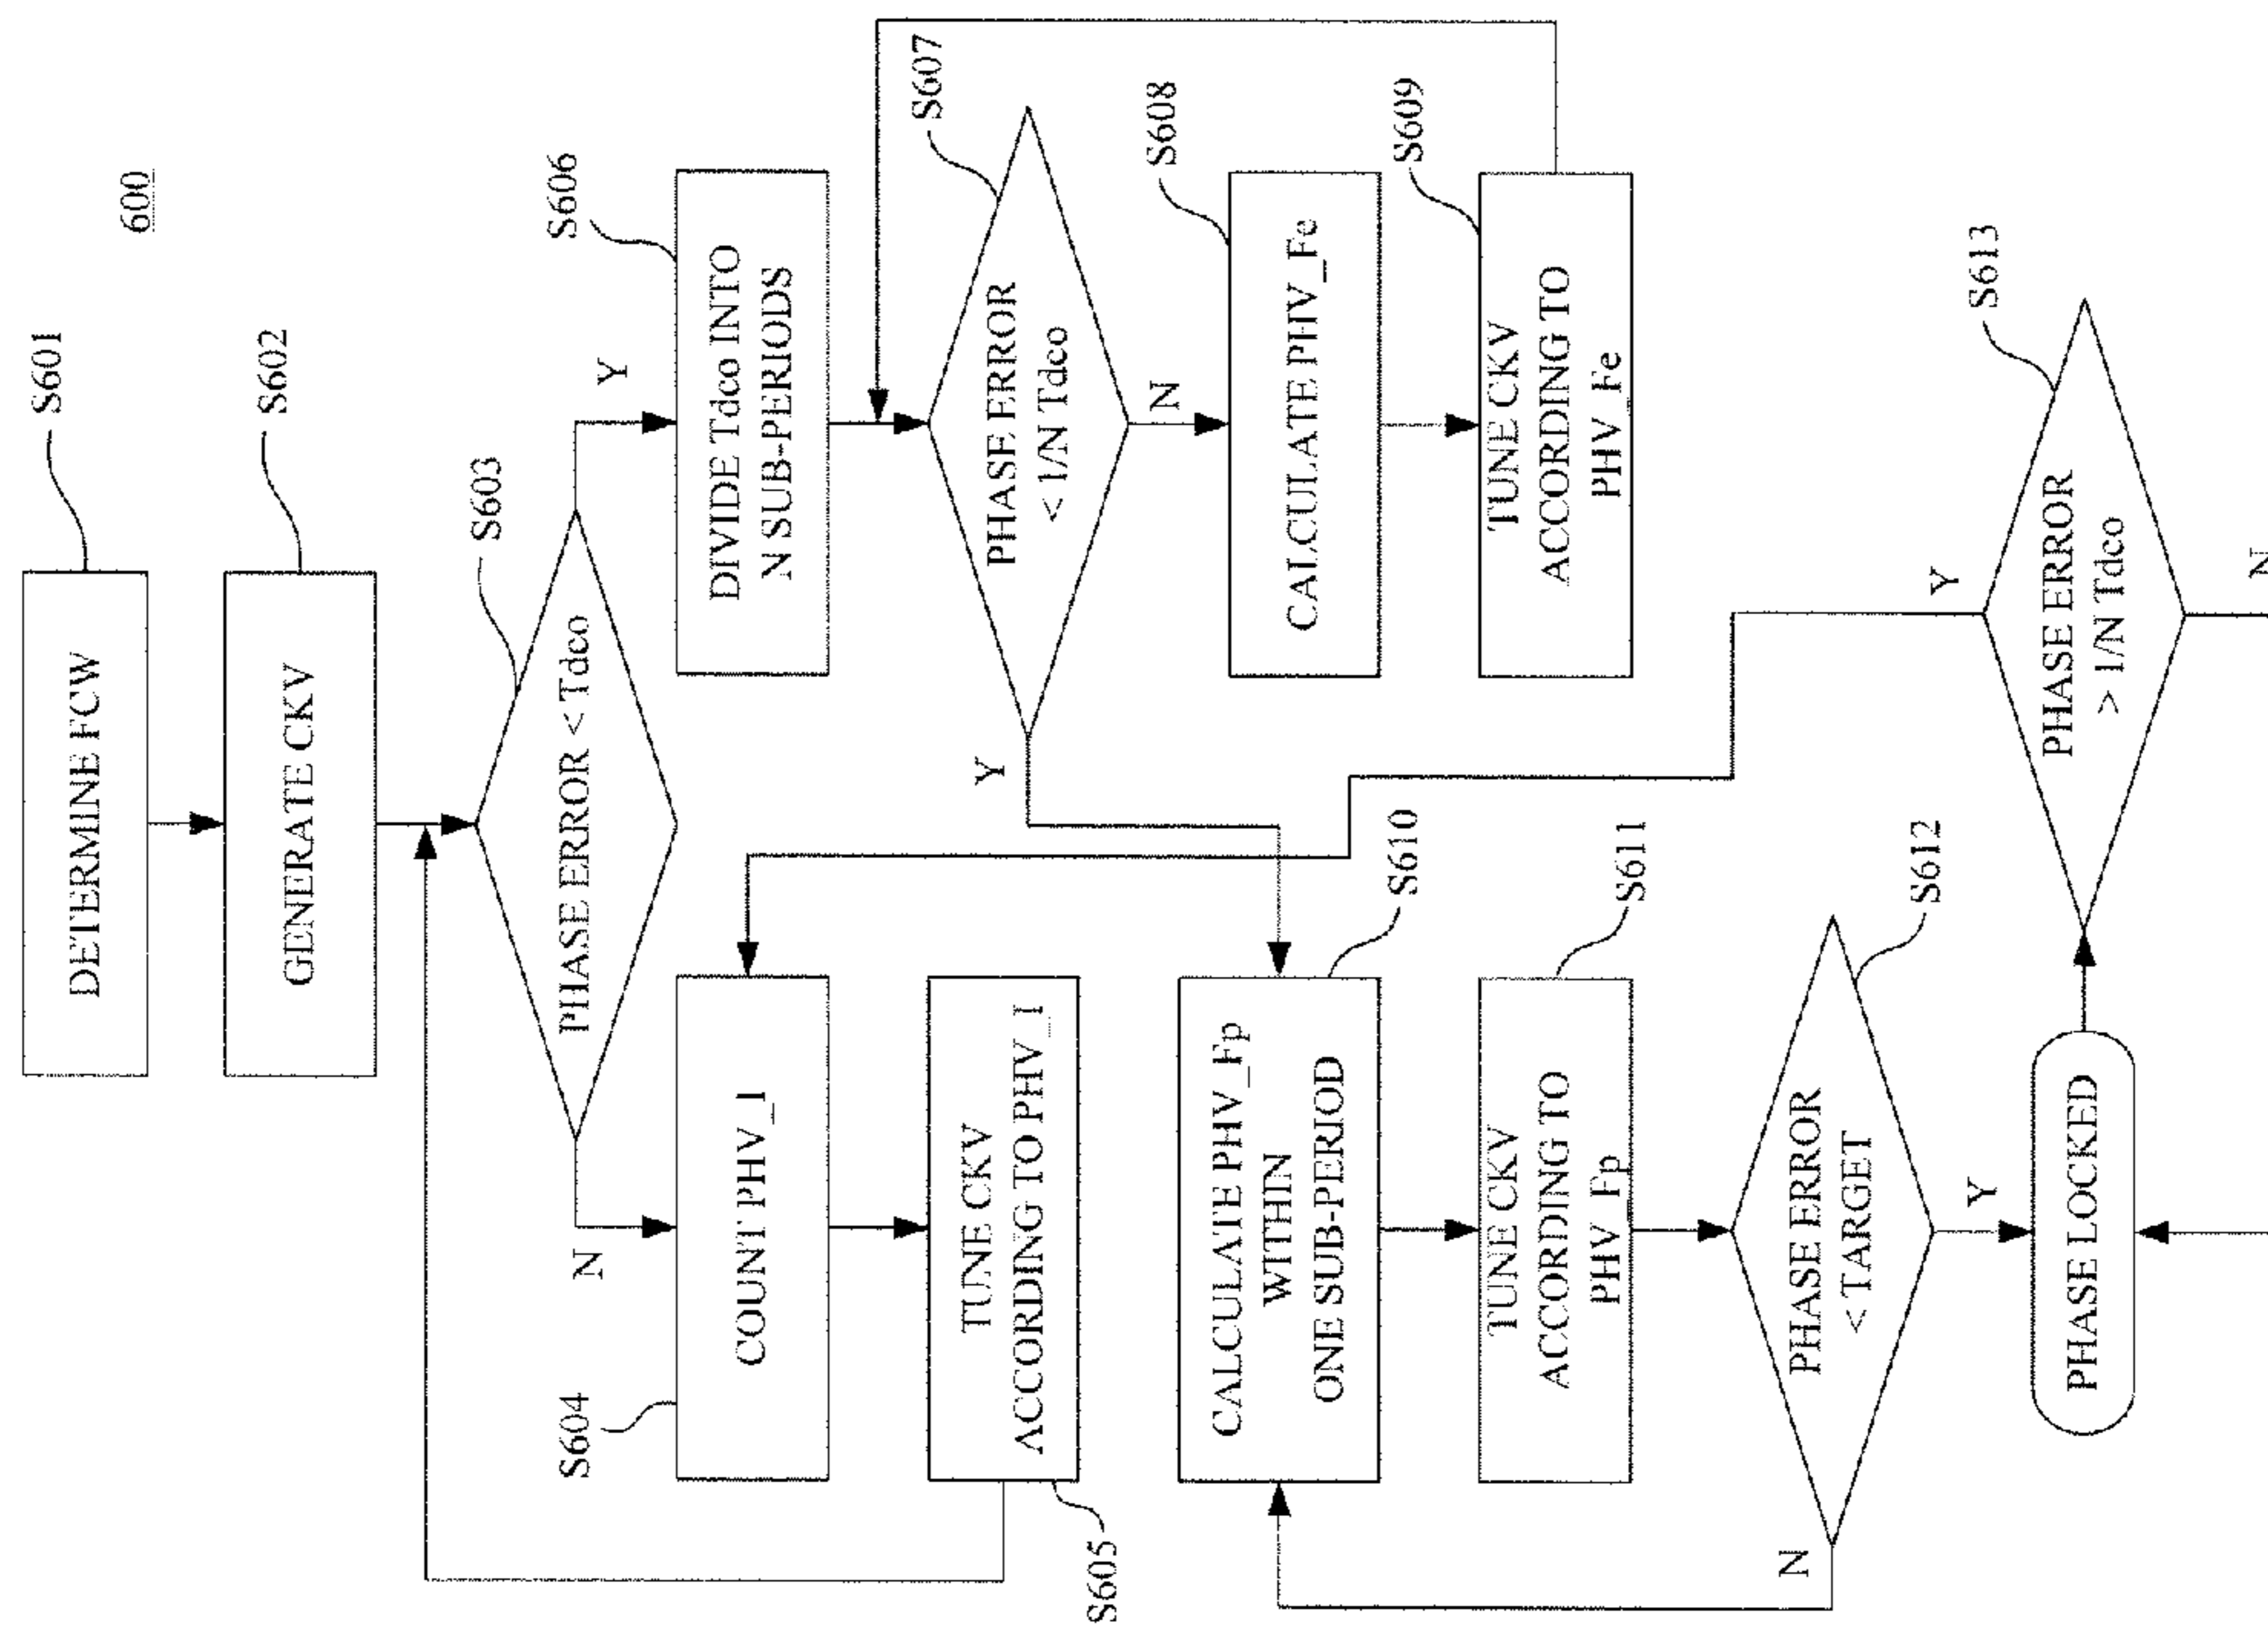 600
DETERMINE FCW
S601
GENERATE CKV
S602
PHASE ERROR < Tdco
S603
N
Y
S604
COUNT PHV_I
DIVIDE Tdco INTO
N SUB-PERIODS
S606
TUNE CKV
ACCORDING TO PHV_I
S605
PHASE ERROR
< 1/N Tdco
S607
Y
N
CALCULATE PHV_Fe
S608
TUNE CKV
ACCORDING TO
PHV_Fe
S609
CALCULATE PHV_Fp
WITHIN
ONE SUB-PERIOD
S610
TUNE CKV
ACCORDING TO
PHV_Fp
S611
PHASE ERROR
< TARGET
S612
N
Y
PHASE LOCKED
PHASE ERROR
> 1/N Tdco
S613
Y
N